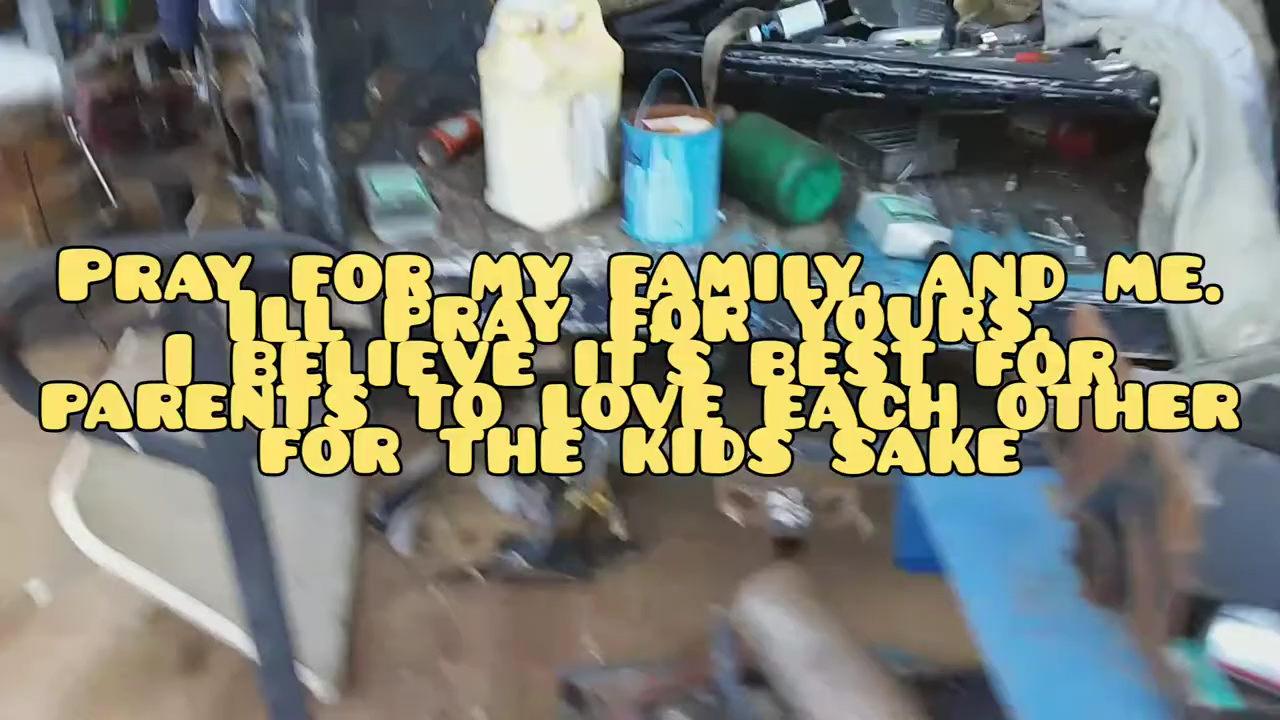 Pray for my family, and me.
Ill pray for yours.
I believe it's best for
parents to love each other
for the kids sake